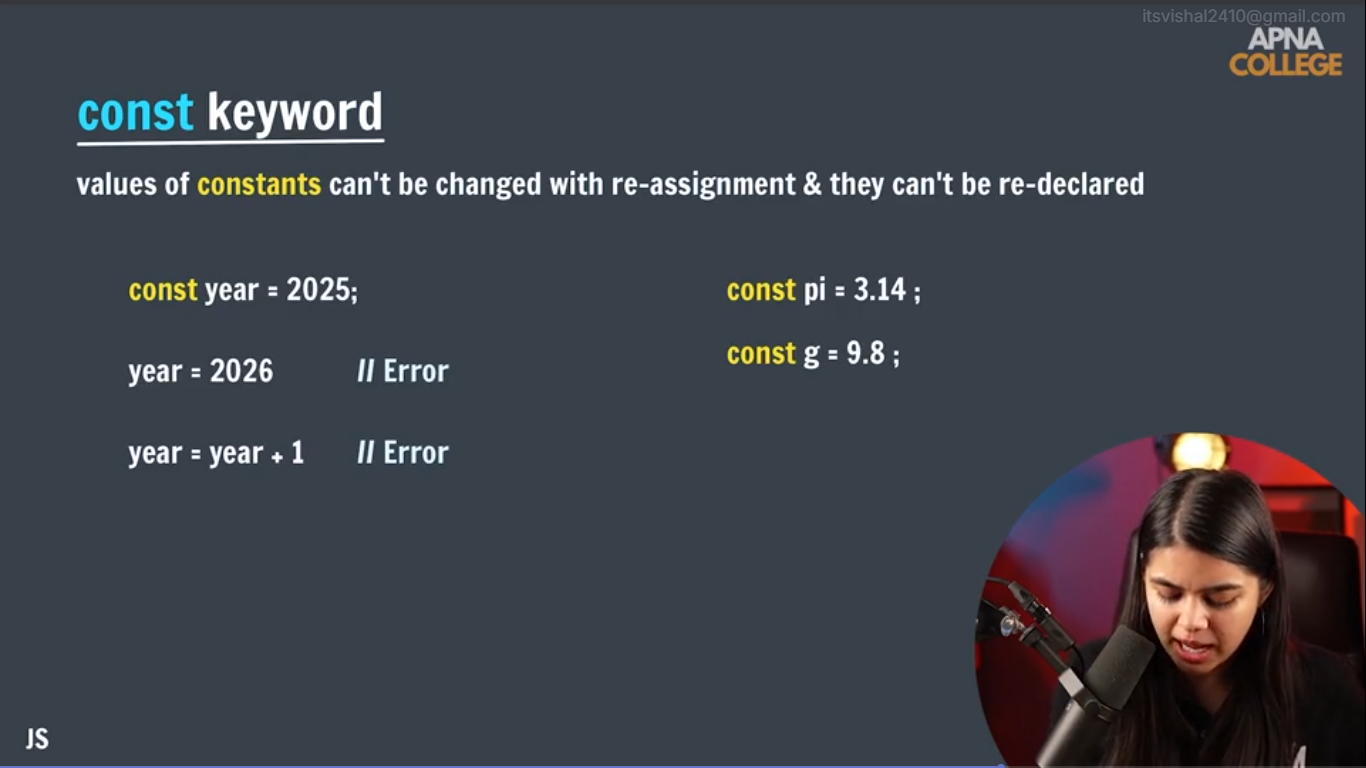 itsvishal2410@gmail.com
APNA
COLLEGE
const keyword
values of constants can't be changed with re-assignment & they can't be re-declared
const year = 2025;
year = 2026 // Error
year = year + 1 // Error
const pi = 3.14 ;
const g = 9.8 ;
JS